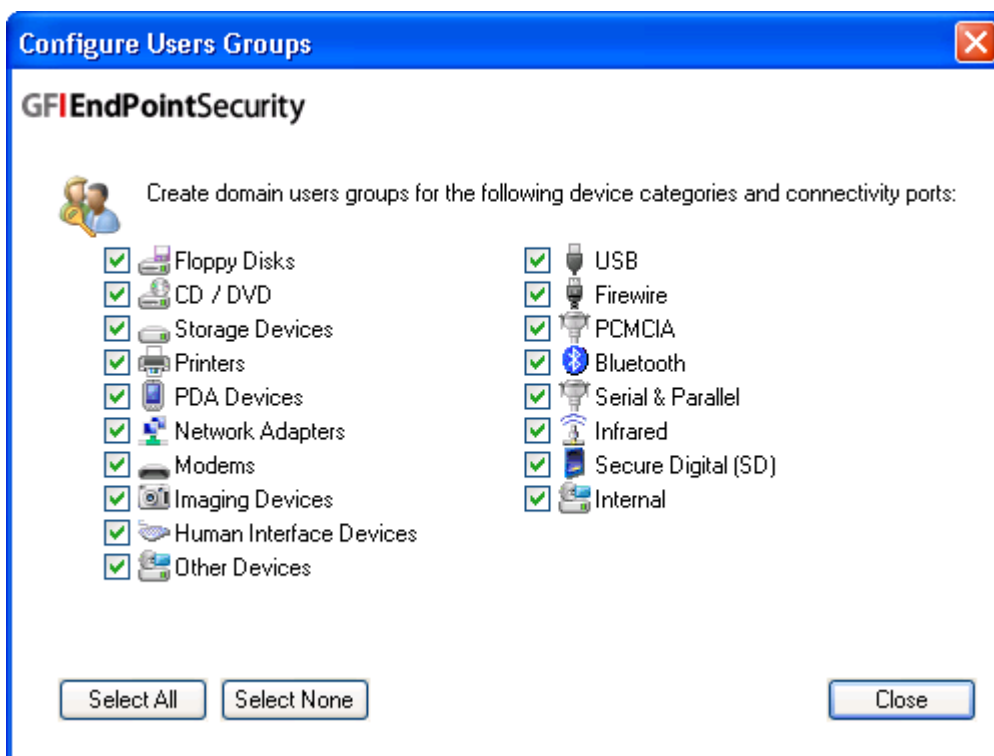 Configure Users Groups
GFI EndPointSecurity
Create domain users groups for the following device categories and connectivity ports:
Floppy Disks
CD / DVD
Storage Devices
Printers
PDA Devices
Network Adapters
Modems
Imaging Devices
Human Interface Devices
Other Devices
USB
Firewire
PCMCIA
Bluetooth
Serial & Parallel
Infrared
Secure Digital (SD)
Internal
Select All
Select None
Close